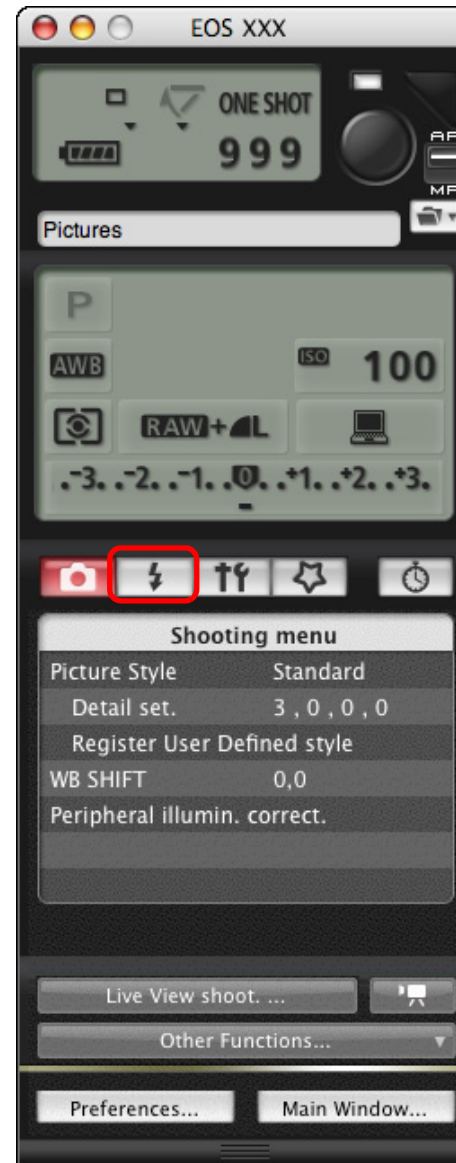 EOS XXX
ONE SHOT
999
AF
MF
Pictures
P
AWB
ISO 100
RAW+L
.-3. .-2. .-1. .0. .+1. .+2. .+3.
Shooting menu
Picture Style Standard
Detail set. 3 , 0 , 0 , 0
Register User Defined style
WB SHIFT 0,0
Peripheral illumin. correct.
Live View shoot. ...
Other Functions...
Preferences... Main Window...